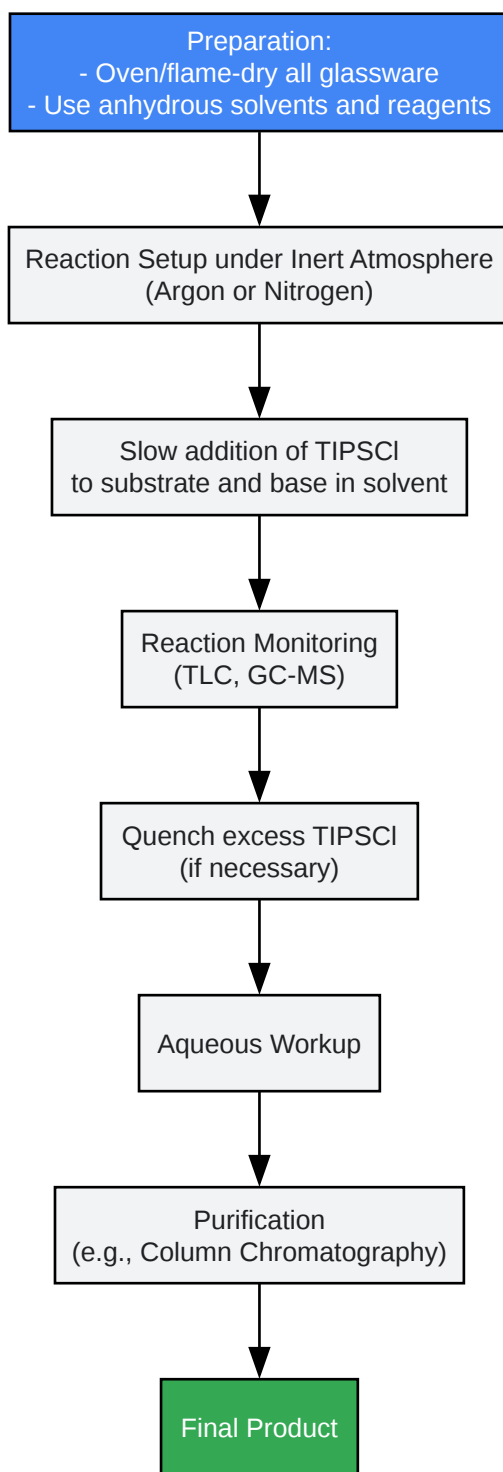 Preparation:
- Oven/flame-dry all glassware
- Use anhydrous solvents and reagents
Reaction Setup under Inert Atmosphere
(Argon or Nitrogen)
Slow addition of TIPSCl
to substrate and base in solvent
Reaction Monitoring
(TLC, GC-MS)
Quench excess TIPSCl
(if necessary)
Aqueous Workup
Purification
(e.g., Column Chromatography)
Final Product